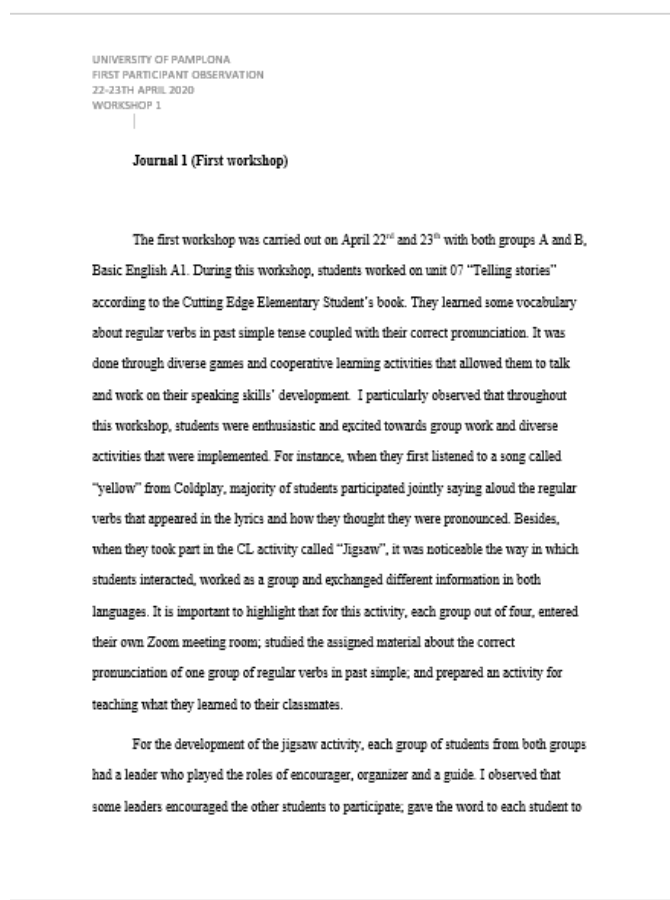 UNIVERSITY OF PAMPLONA
FIRST PARTICIPANT OBSERVATION
22-23TH APRIL 2020
WORKSHOP 1
Journal 1 (First workshop)
The first workshop was carried out on April 22nd and 23th with both groups A and B,
Basic English A1. During this workshop, students worked on unit 07 “Telling stories”
according to the Cutting Edge Elementary Student’s book. They learned some vocabulary
about regular verbs in past simple tense coupled with their correct pronunciation. It was
done through diverse games and cooperative learning activities that allowed them to talk
and work on their speaking skills’ development.  I particularly observed that throughout
this workshop, students were enthusiastic and excited towards group work and diverse
activities that were implemented. For instance, when they first listened to a song called
“yellow” from Coldplay, majority of students participated jointly saying aloud the regular
verbs that appeared in the lyrics and how they thought they were pronounced. Besides,
when they took part in the CL activity called “Jigsaw”, it was noticeable the way in which
students interacted, worked as a group and exchanged different information in both
languages. It is important to highlight that for this activity, each group out of four, entered
their own Zoom meeting room; studied the assigned material about the correct
pronunciation of one group of regular verbs in past simple; and prepared an activity for
teaching what they learned to their classmates.
For the development of the jigsaw activity, each group of students from both groups
had a leader who played the roles of encourager, organizer and a guide. I observed that
some leaders encouraged the other students to participate; gave the word to each student to